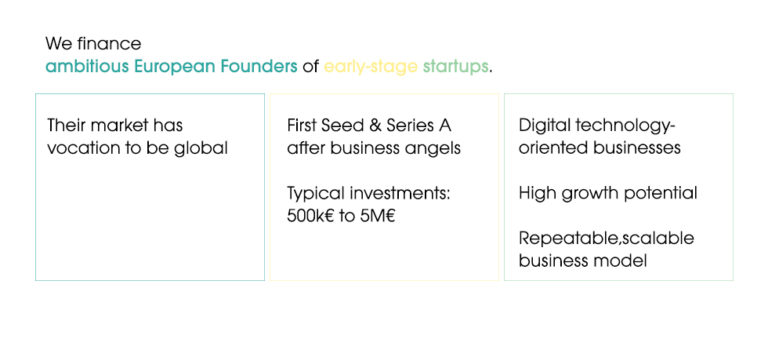 We finance
ambitious European Founders of early-stage startups.
Their market has
vocation to be global
First Seed & Series A
after business angels
Typical investments:
500k€ to 5M€
Digital technology-
oriented businesses
High growth potential
Repeatable,scalable
business model